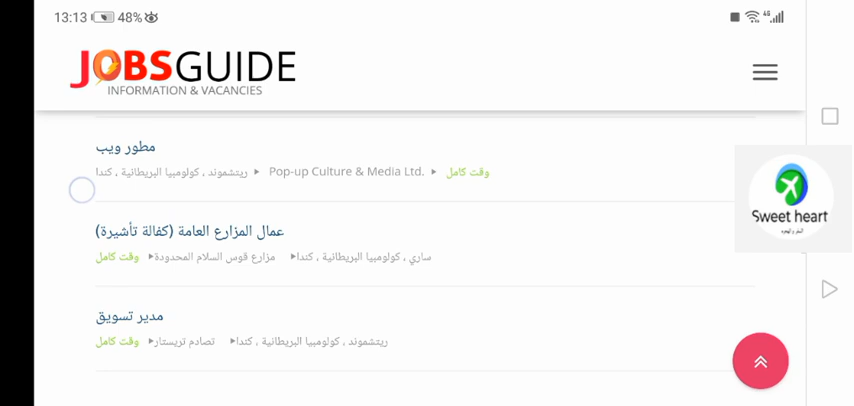 13:13 48% 4G
JOBSGUIDE
INFORMATION & VACANCIES
مطور ويب
ريتشموند ، كولومبيا البريطانية ، كندا Pop-up Culture & Media Ltd. وقت كامل
Sweet heart
عمال المزارع العامة (كفالة تأشيرة)
ساري ، كولومبيا البريطانية ، كندا مزارع قوس السلام المحدودة وقت كامل
مدير تسويق
ريتشموند ، كولومبيا البريطانية ، كندا تصادم تريستار وقت كامل